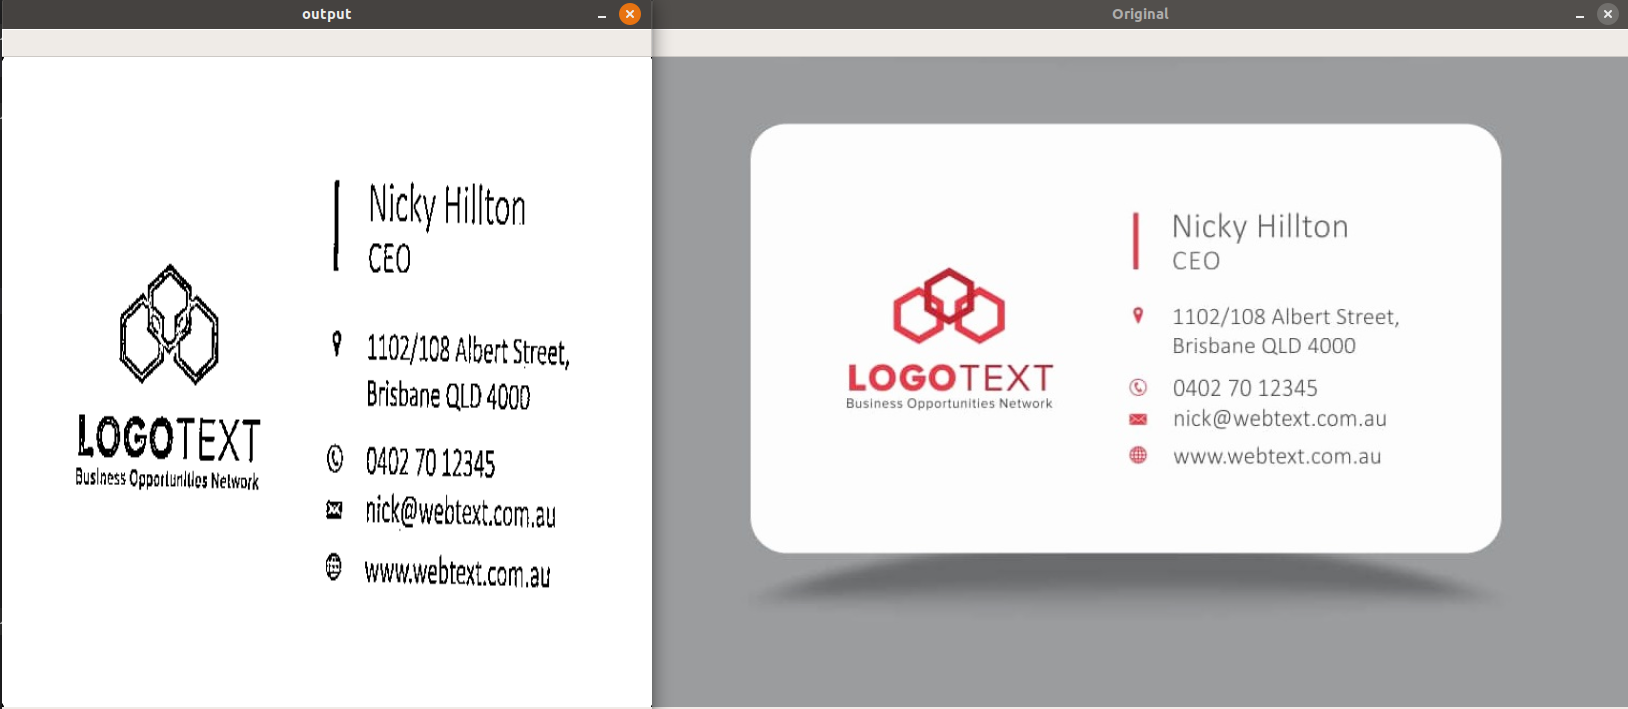 output
Nicky Hillton
CEO
1102/108 Albert Street,
Brisbane QLD 4000
LOGOTEXT
Business Opportunities Network
0402 70 12345
nick@webtext.com.au
www.webtext.com.au
Original
Nicky Hillton
CEO
1102/108 Albert Street,
Brisbane QLD 4000
LOGOTEXT
Business Opportunities Network
0402 70 12345
nick@webtext.com.au
www.webtext.com.au